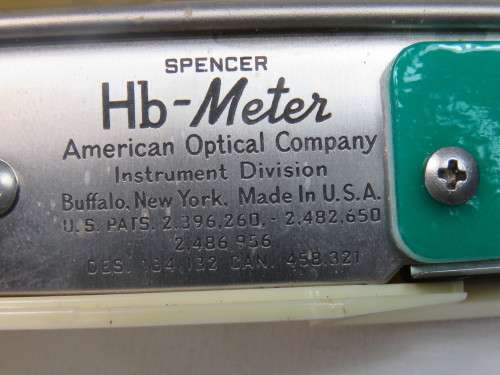 SPENCER
Hb-Meter
American Optical Company
Instrument Division
Buffalo, New York, Made In U.S.A.
U.S. PATS. 2,396,260,- 2,482,650
2,486,956
DES. 164,132 CAN. 458,321